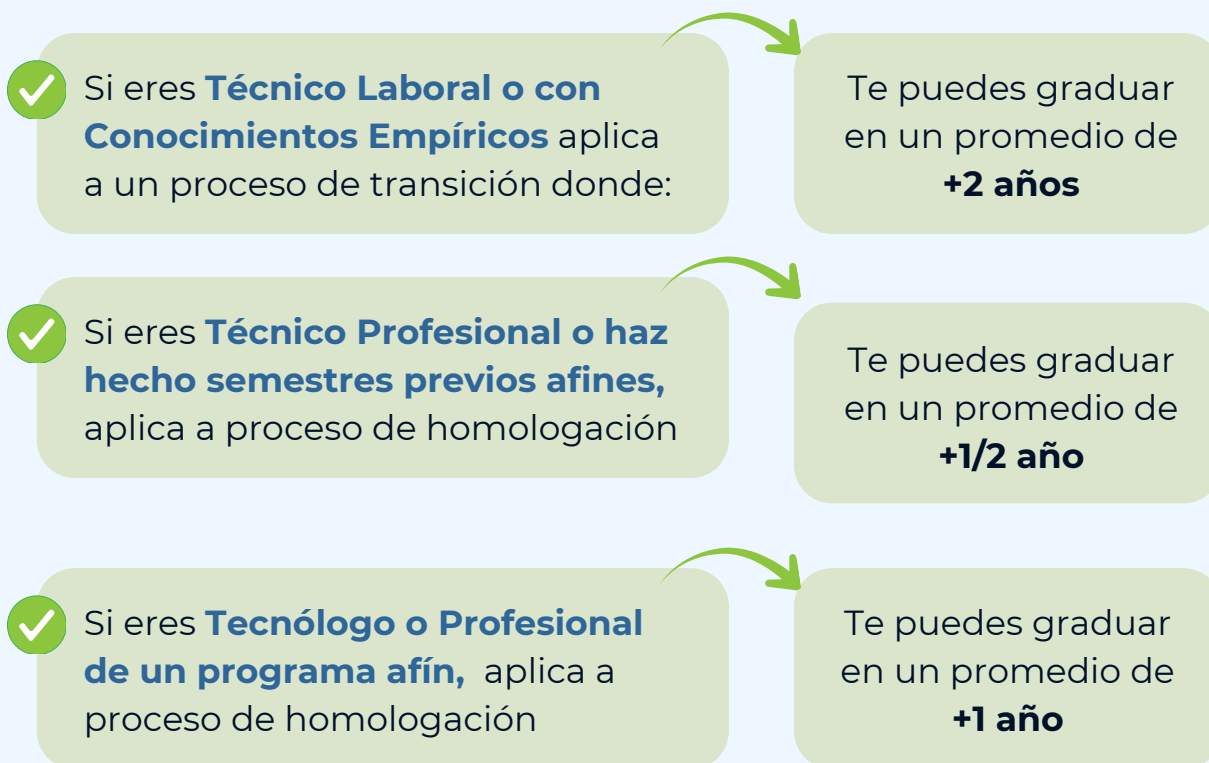 Si eres Técnico Laboral o con
Conocimientos Empíricos aplica
a un proceso de transición donde:
Te puedes graduar
en un promedio de
+2 años
Si eres Técnico Profesional o haz
hecho semestres previos afines,
aplica a proceso de homologación
Te puedes graduar
en un promedio de
+1/2 año
Si eres Tecnólogo o Profesional
de un programa afín, aplica a
proceso de homologación
Te puedes graduar
en un promedio de
+1 año